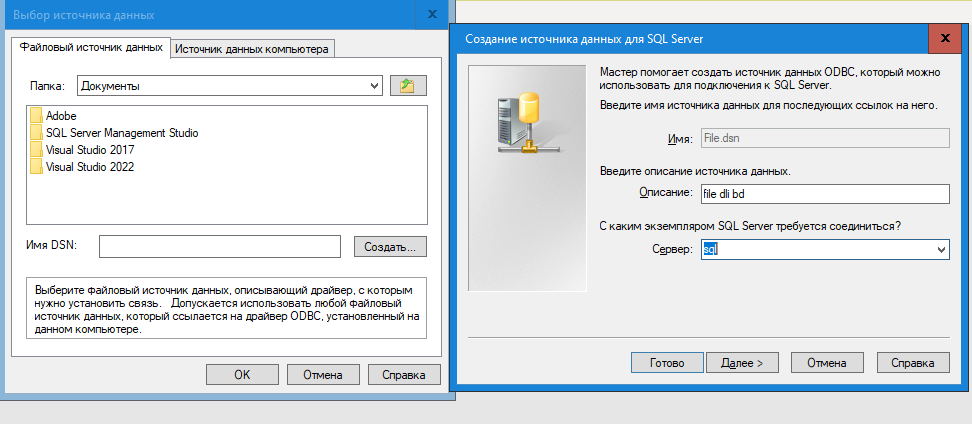 Выбор источника данных
x
Файловый источник данных
Источник данных компьютера
Папка:
Документы
Adobe
SQL Server Management Studio
Visual Studio 2017
Visual Studio 2022
Имя DSN:
Создать...
Выберите файловый источник данных, описывающий драйвер, с которым
нужно установить связь. Допускается использовать любой файловый
источник данных, который ссылается на драйвер ODBC, установленный на
данном компьютере.
OK
Отмена
Справка
Создание источника данных для SQL Server
x
Мастер помогает создать источник данных ODBC, который можно
использовать для подключения к SQL Server.
Введите имя источника данных для последующих ссылок на него.
Имя:
File.dsn
Введите описание источника данных.
Описание:
file dli bd
С каким экземпляром SQL Server требуется соединиться?
Сервер:
sql
Готово
Далее >
Отмена
Справка